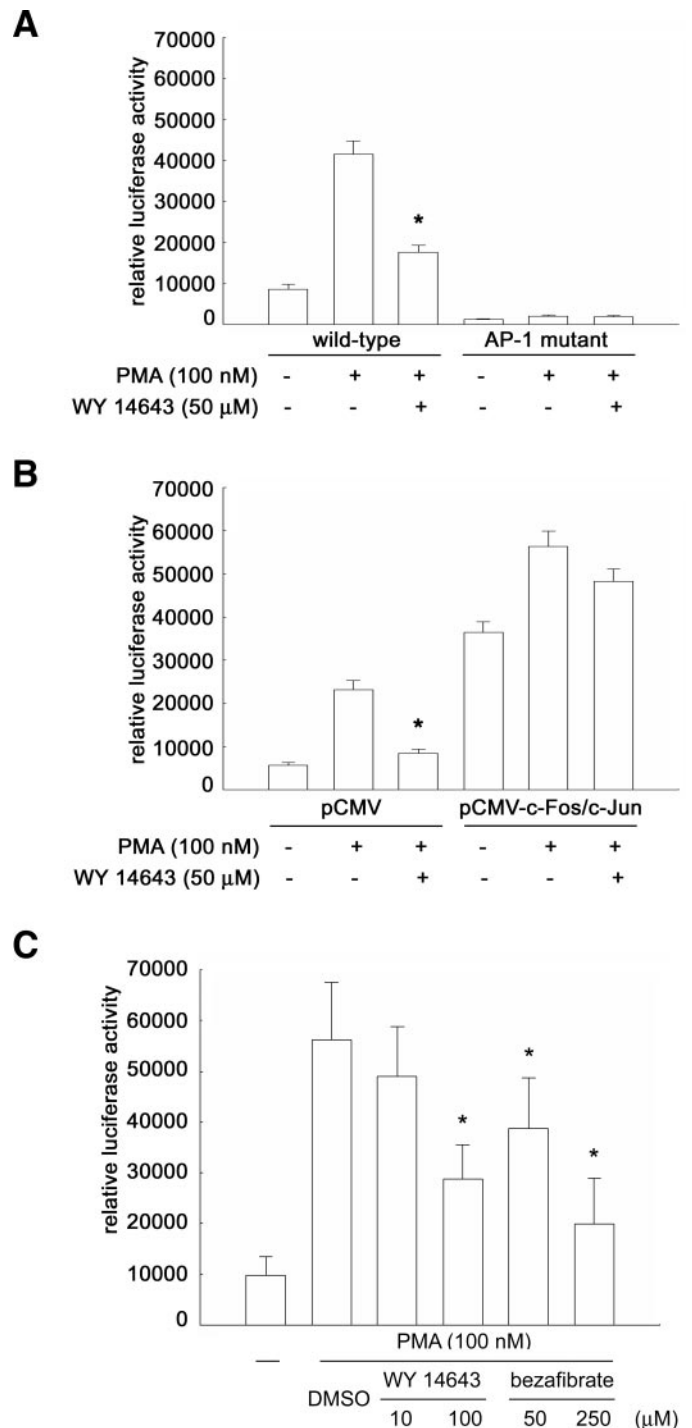 A
relative luciferase activity
70000
60000
50000
40000
30000
20000
10000
0
*
wild-type AP-1 mutant
PMA (100 nM) - + + - + +
WY 14643 (50 μM) - - + - - +
B
relative luciferase activity
70000
60000
50000
40000
30000
20000
10000
0
*
pCMV pCMV-c-Fos/c-Jun
PMA (100 nM) - + + - + +
WY 14643 (50 μM) - - + - - +
C
relative luciferase activity
70000
60000
50000
40000
30000
20000
10000
0
* * *
PMA (100 nM)
— DMSO WY 14643 bezafibrate
10 100 50 250 (μM)